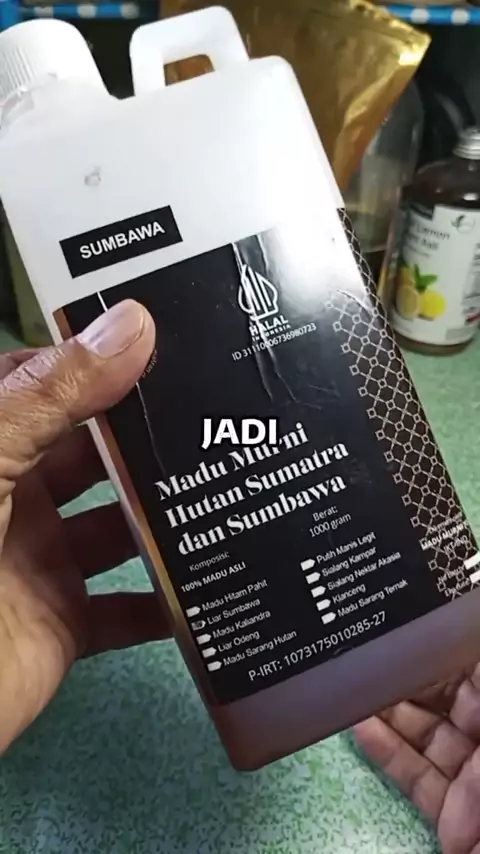 SUMBAWA
HALAL
INDONESIA
ID 31110006736980723
JADI
Madu Murni
Hutan Sumatra
dan Sumbawa
Berat:
1000 gram
Komposisi:
100% MADU ASLI
Madu Hitam Pahit
Liar Sumbawa
Madu Kaliandra
Liar Odeng
Madu Sarang Hutan
Putih Manis Legit
Sialang Kampar
Sialang Nektar Akasia
Klanceng
Madu Sarang Ternak
P-IRT: 1073175010285-27